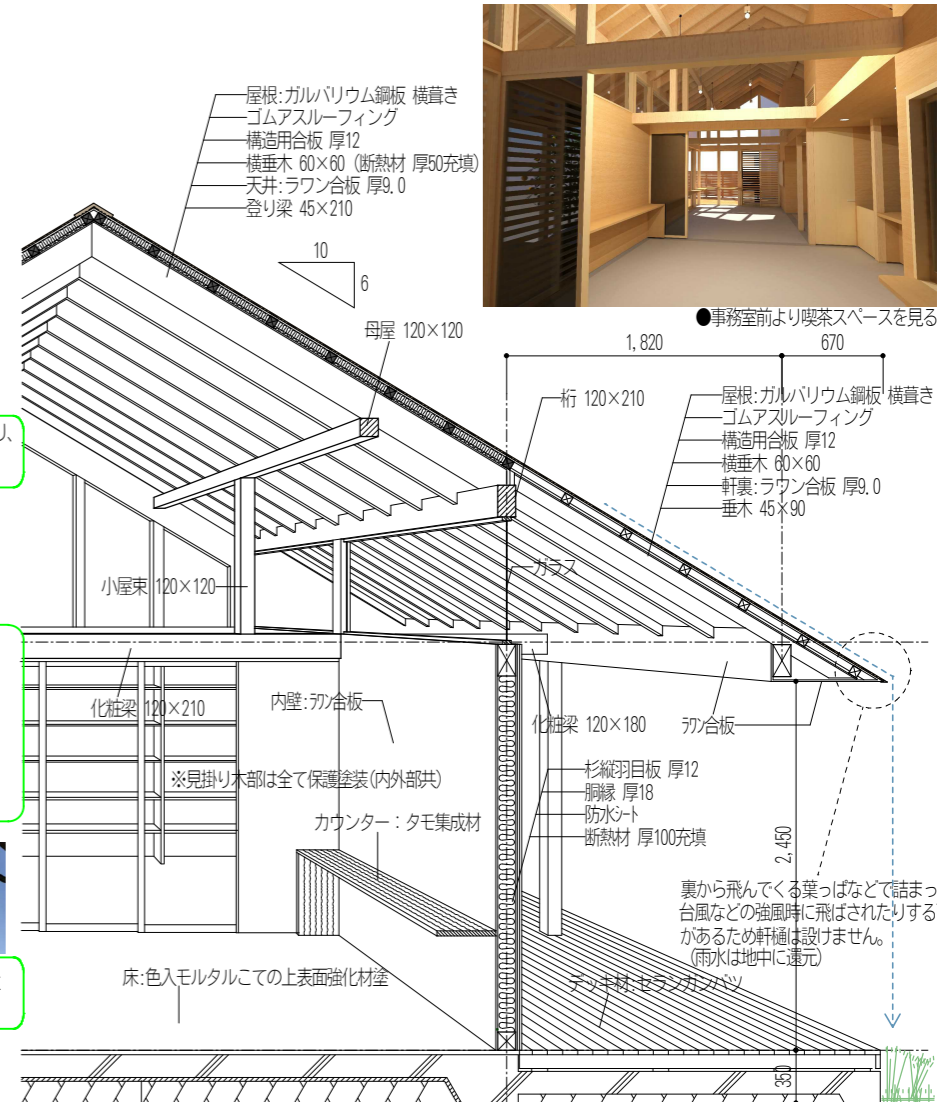 ●事務室前より喫茶スペースを見る
屋根:ガルバリウム鋼板 横葺き
ゴムアスルーフィング
構造用合板 厚12
横垂木 60×60 (断熱材 厚50充填)
天井:ラワン合板 厚9.0
登り梁 45×210
10
6
母屋 120×120
1,820
670
桁 120×210
屋根:ガルバリウム鋼板 横葺き
ゴムアスルーフィング
構造用合板 厚12
横垂木 60×60
軒裏:ラワン合板 厚9.0
垂木 45×90
り、
小屋束 120×120
ガラス
化粧梁 120×210
内壁:ラワン合板
化粧梁 120×180
ラワン合板
※見掛り木部は全て保護塗装(内外部共)
カウンター：タモ集成材
杉縦羽目板 厚12
胴縁 厚18
防水シート
断熱材 厚100充填
2,450
裏から飛んでくる葉っぱなどで詰まっ
台風などの強風時に飛ばされたりする
があるため軒樋は設けません。
(雨水は地中に還元)
床:色入モルタルこての上表面強化材塗
デッキ材:セランガンバツ
350